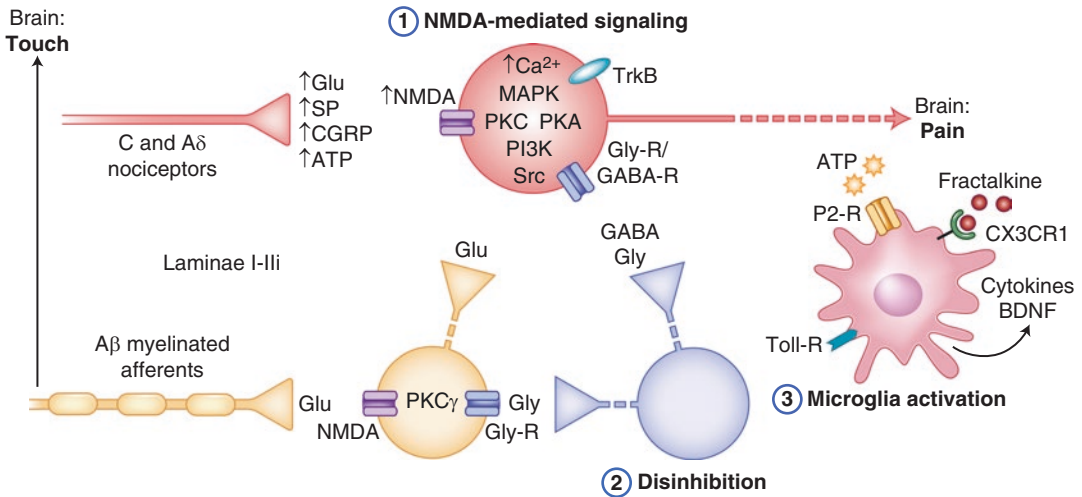 Brain:
Touch
1 NMDA-mediated signaling
↑Glu
↑SP
↑CGRP
↑ATP
C and Aδ
nociceptors
↑NMDA
↑Ca2+
MAPK
PKC PKA
PI3K
Src
TrkB
Gly-R/
GABA-R
Brain:
Pain
ATP
P2-R
Fractalkine
CX3CR1
Cytokines
BDNF
Toll-R
3 Microglia activation
Laminae I-IIi
Glu
GABA
Gly
Aβ myelinated
afferents
Glu
NMDA
PKCγ
Gly
Gly-R
2 Disinhibition